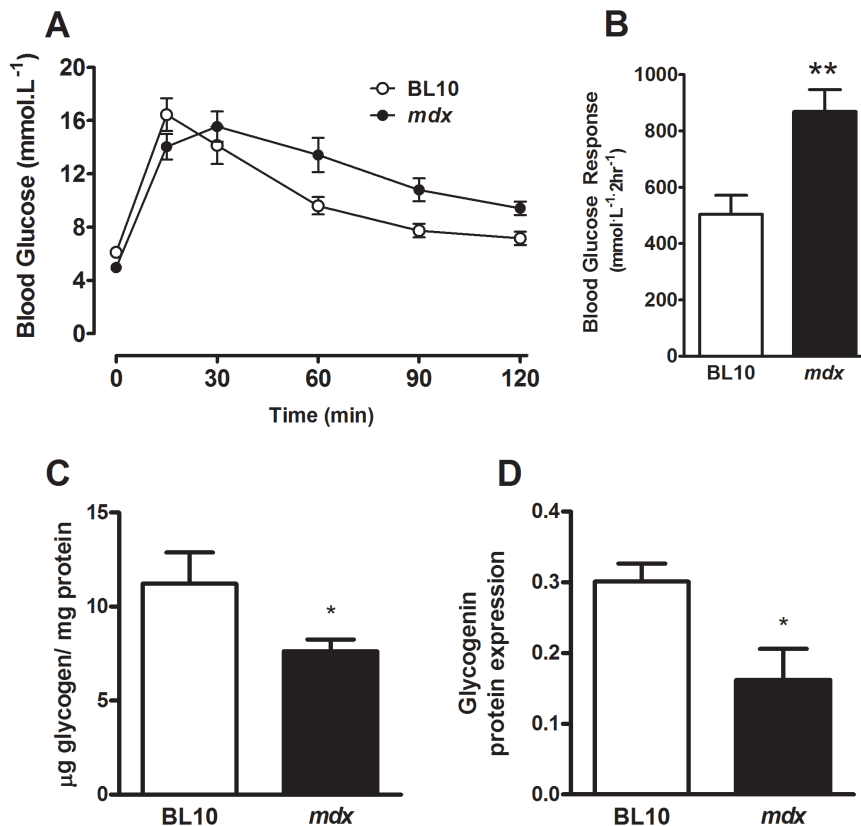 A
Blood Glucose (mmol.L⁻¹)
20
16
12
8
4
0
BL10
mdx
0 30 60 90 120
Time (min)
B
Blood Glucose Response
(mmol·L⁻¹·2hr⁻¹)
1000
800
600
400
200
0
**
BL10 mdx
C
µg glycogen/ mg protein
15
10
5
0
*
BL10 mdx
D
Glycogenin
protein expression
0.4
0.3
0.2
0.1
0.0
*
BL10 mdx